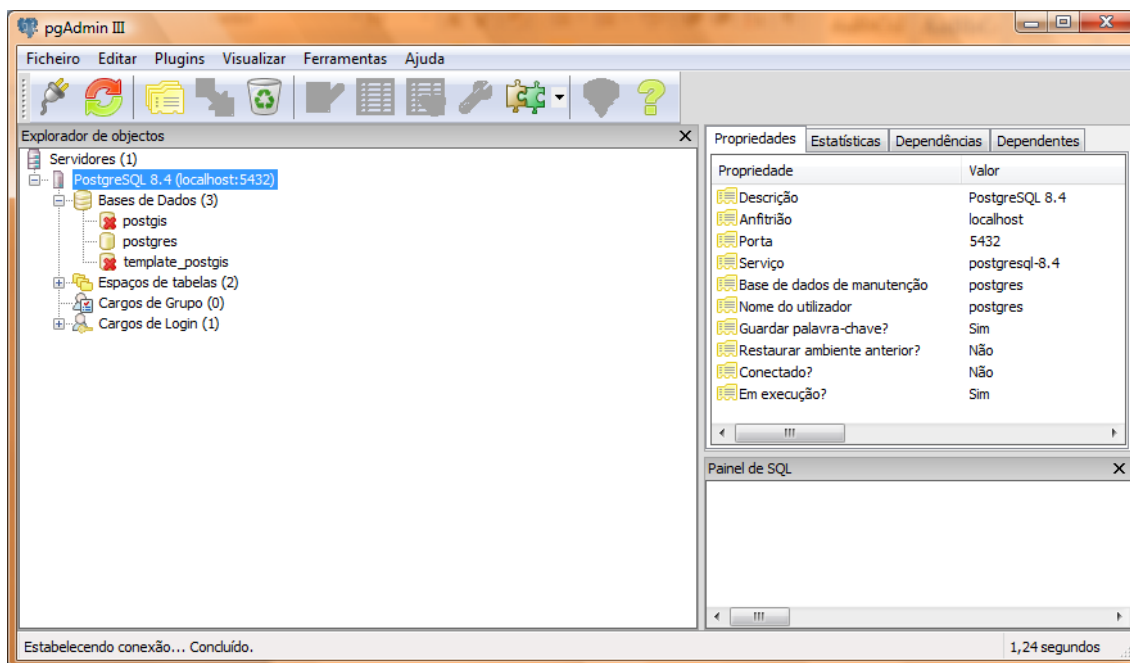 pgAdmin III
Ficheiro Editar Plugins Visualizar Ferramentas Ajuda
Explorador de objectos
Servidores (1)
PostgreSQL 8.4 (localhost:5432)
Bases de Dados (3)
postgis
postgres
template_postgis
Espaços de tabelas (2)
Cargos de Grupo (0)
Cargos de Login (1)
Propriedades Estatísticas Dependências Dependentes
Propriedade Valor
Descrição PostgreSQL 8.4
Anfitrião localhost
Porta 5432
Serviço postgresql-8.4
Base de dados de manutenção postgres
Nome do utilizador postgres
Guardar palavra-chave? Sim
Restaurar ambiente anterior? Não
Conectado? Não
Em execução? Sim
Painel de SQL
Estabelecendo conexão... Concluído.
1,24 segundos